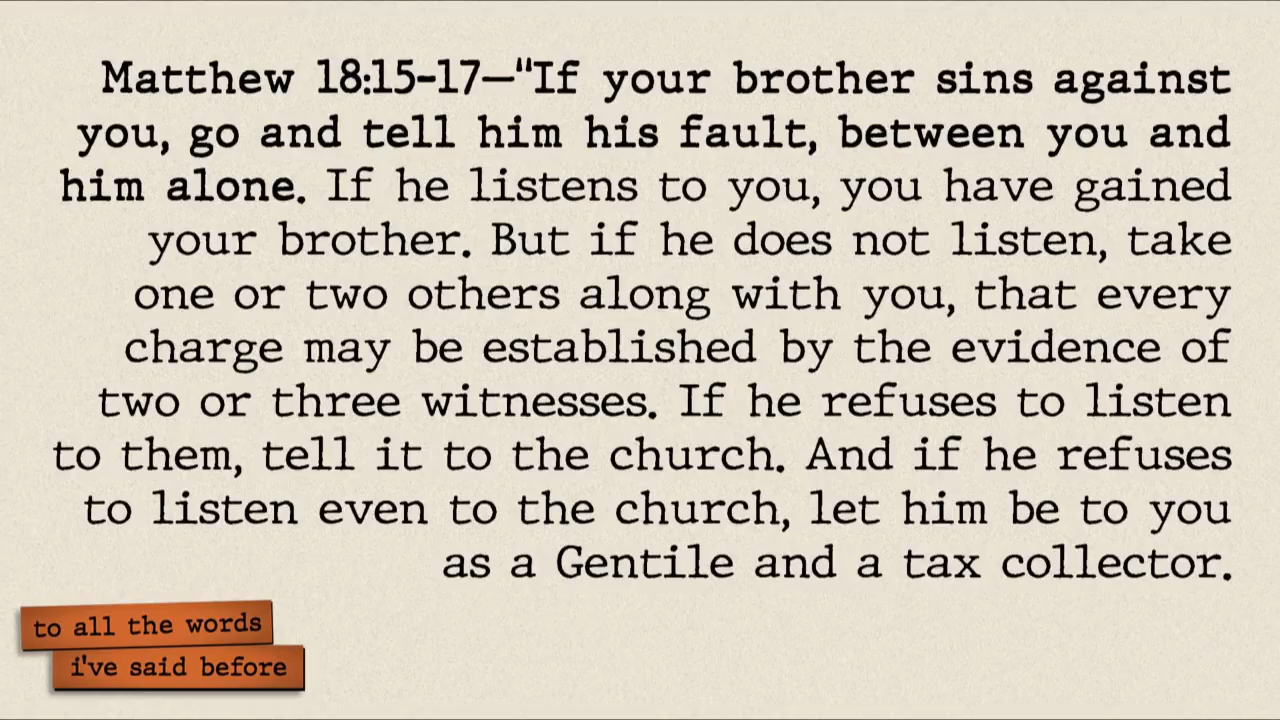 Matthew 18:15-17—"If your brother sins against
you, go and tell him his fault, between you and
him alone. If he listens to you, you have gained
your brother. But if he does not listen, take
one or two others along with you, that every
charge may be established by the evidence of
two or three witnesses. If he refuses to listen
to them, tell it to the church. And if he refuses
to listen even to the church, let him be to you
as a Gentile and a tax collector.
to all the words
i've said before